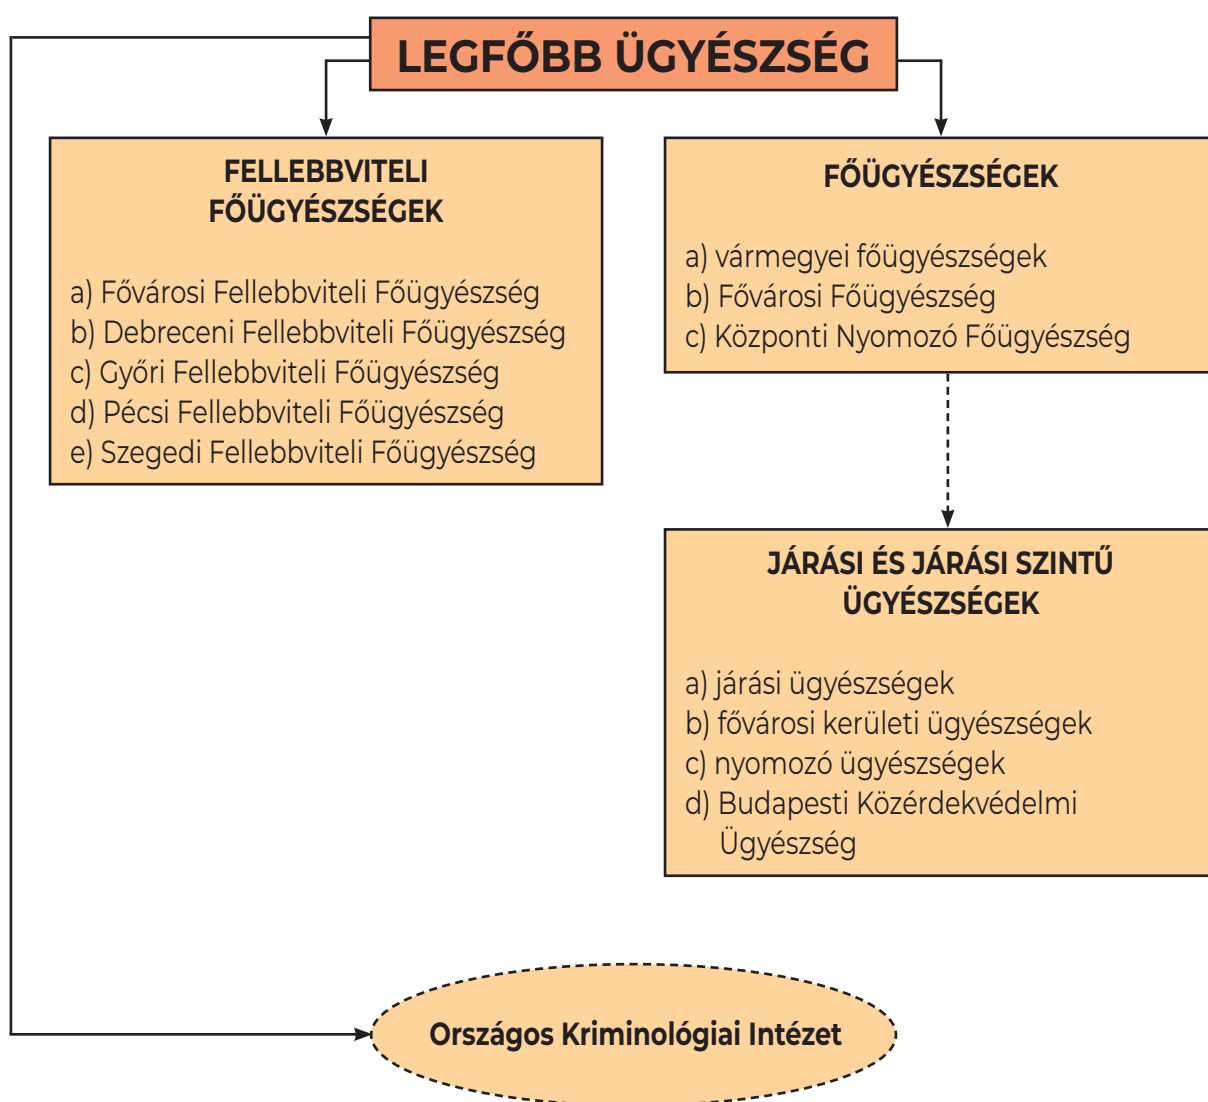 LEGFŐBB ÜGYÉSZSÉG
FELLEBBVITELI
FŐÜGYÉSZSÉGEK
a) Fővárosi Fellebbviteli Főügyészség
b) Debreceni Fellebbviteli Főügyészség
c) Győri Fellebbviteli Főügyészség
d) Pécsi Fellebbviteli Főügyészség
e) Szegedi Fellebbviteli Főügyészség
FŐÜGYÉSZSÉGEK
a) vármegyei főügyészségek
b) Fővárosi Főügyészség
c) Központi Nyomozó Főügyészség
JÁRÁSI ÉS JÁRÁSI SZINTŰ
ÜGYÉSZSÉGEK
a) járási ügyészségek
b) fővárosi kerületi ügyészségek
c) nyomozó ügyészségek
d) Budapesti Közérdekvédelmi
Ügyészség
Országos Kriminológiai Intézet